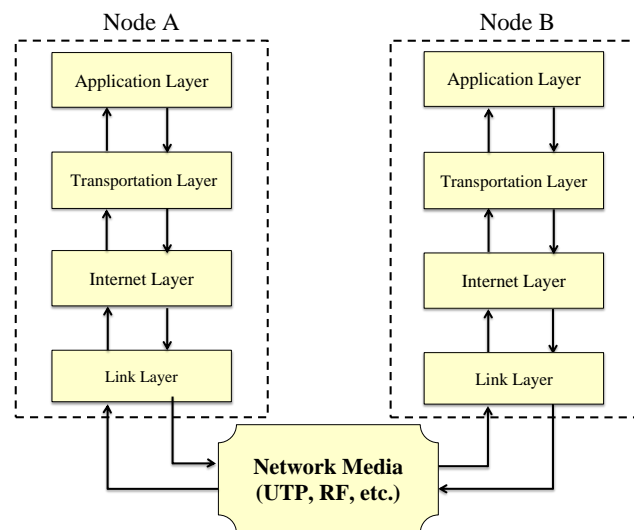 Node A
Application Layer
Transportation Layer
Internet Layer
Link Layer
Node B
Application Layer
Transportation Layer
Internet Layer
Link Layer
Network Media
(UTP, RF, etc.)